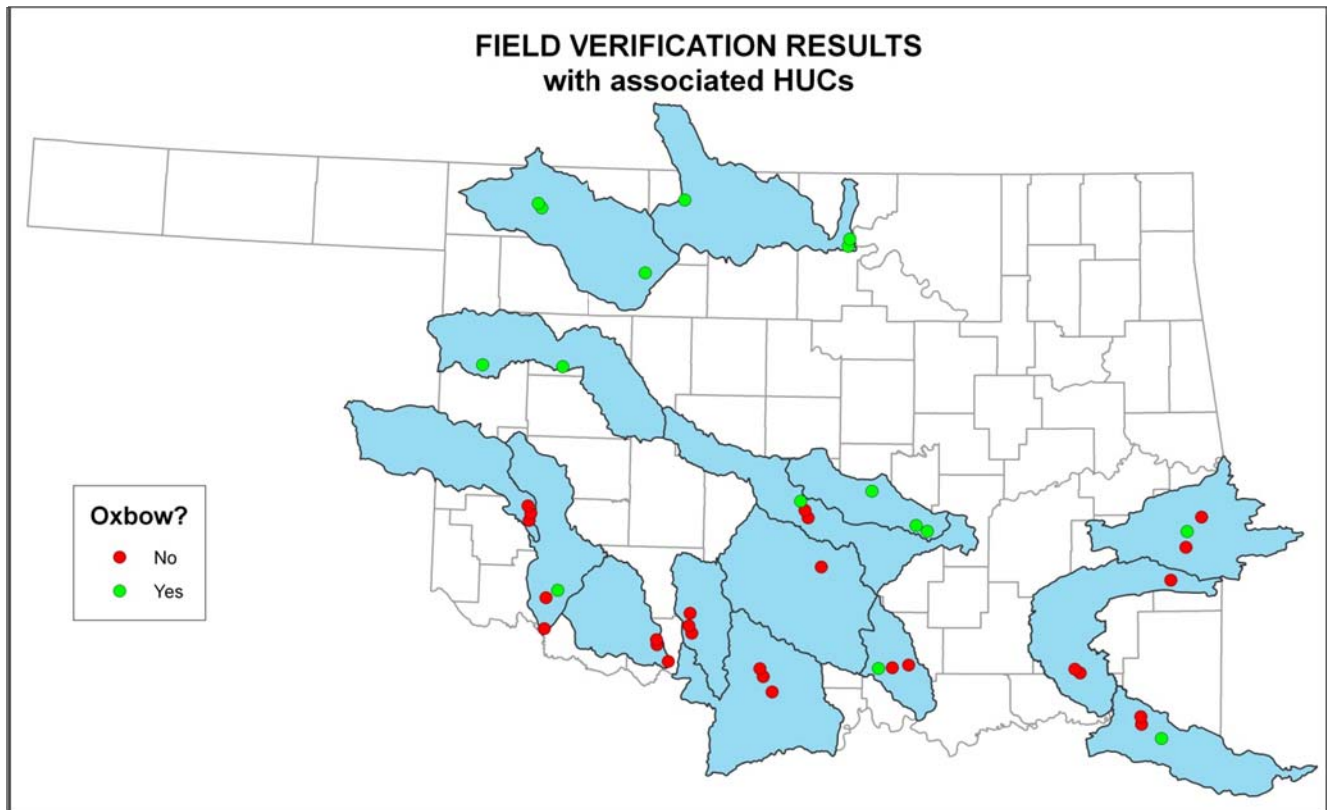 FIELD VERIFICATION RESULTS
with associated HUCs
Oxbow?
No
Yes